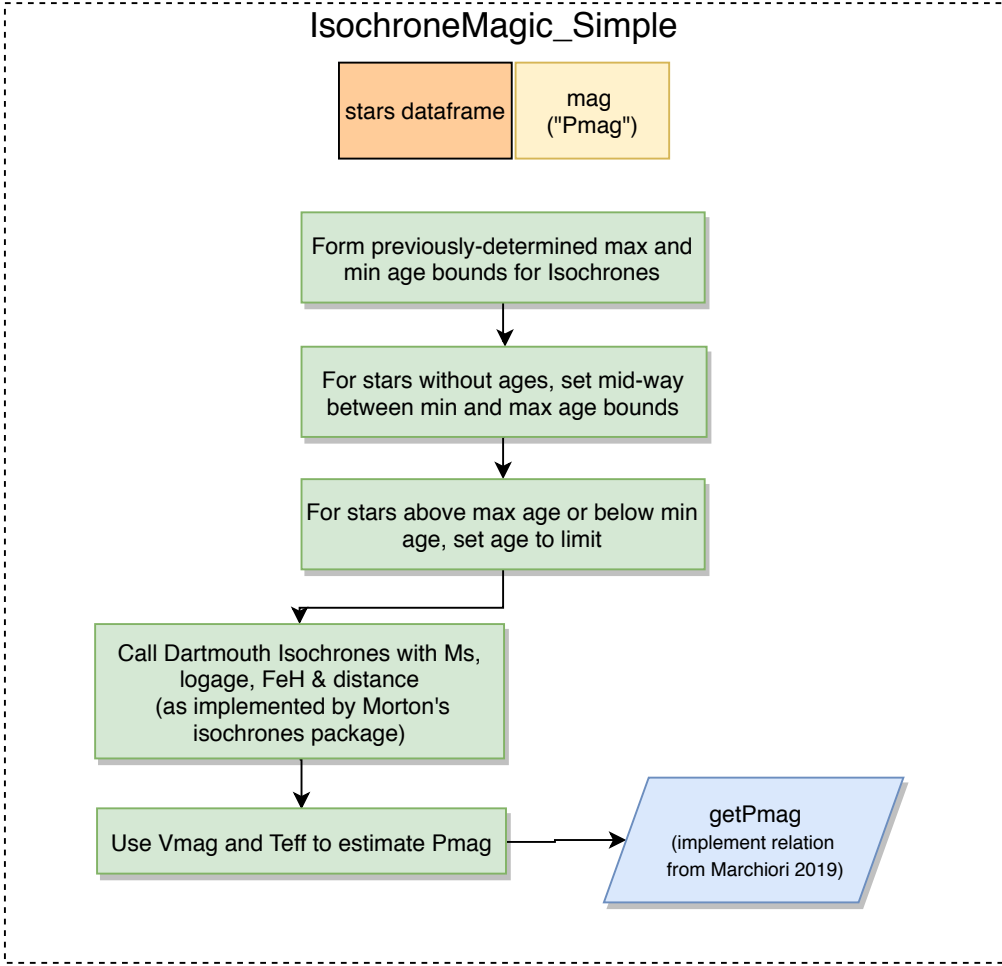 IsochroneMagic_Simple
stars dataframe
mag
("Pmag")
Form previously-determined max and
min age bounds for Isochrones
For stars without ages, set mid-way
between min and max age bounds
For stars above max age or below min
age, set age to limit
Call Dartmouth Isochrones with Ms,
logage, FeH & distance
(as implemented by Morton's
isochrones package)
Use Vmag and Teff to estimate Pmag
getPmag
(implement relation
from Marchiori 2019)